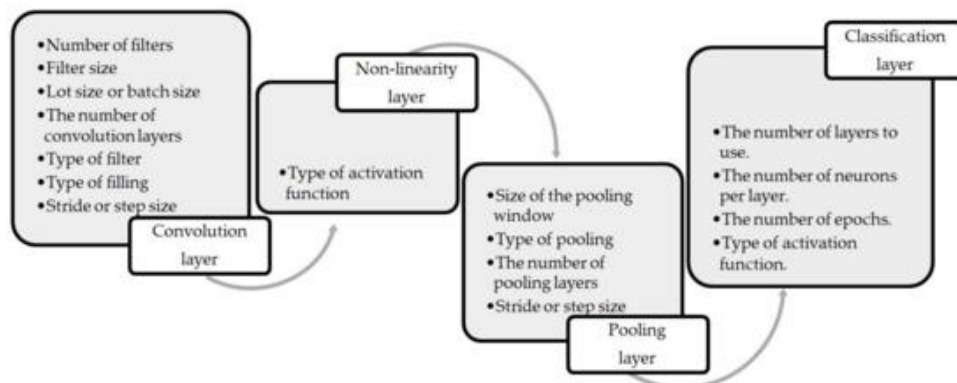 •Number of filters
•Filter size
•Lot size or batch size
•The number of
convolution layers
•Type of filter
•Type of filling
•Stride or step size
Convolution
layer
Non-linearity
layer
•Type of activation
function
•Size of the pooling
window
•Type of pooling
•The number of
pooling layers
•Stride or step size
Pooling
layer
Classification
layer
•The number of layers to
use.
•The number of neurons
per layer.
•The number of epochs.
•Type of activation
function.